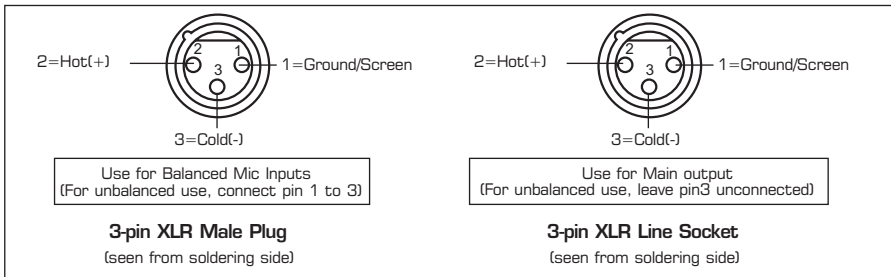 2=Hot(+)
2
1
3
1=Ground/Screen
3=Cold(-)
Use for Balanced Mic Inputs
(For unbalanced use, connect pin 1 to 3)
3-pin XLR Male Plug
(seen from soldering side)
2=Hot(+)
2
1
3
1=Ground/Screen
3=Cold(-)
Use for Main output
(For unbalanced use, leave pin3 unconnected)
3-pin XLR Line Socket
(seen from soldering side)